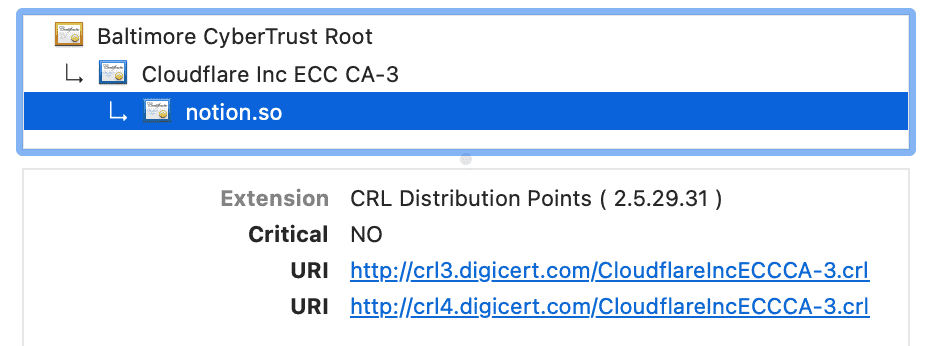 Baltimore CyberTrust Root
Cloudflare Inc ECC CA-3
notion.so
Extension CRL Distribution Points ( 2.5.29.31 )
Critical NO
URI http://crl3.digicert.com/CloudflareIncECCCA-3.crl
URI http://crl4.digicert.com/CloudflareIncECCCA-3.crl